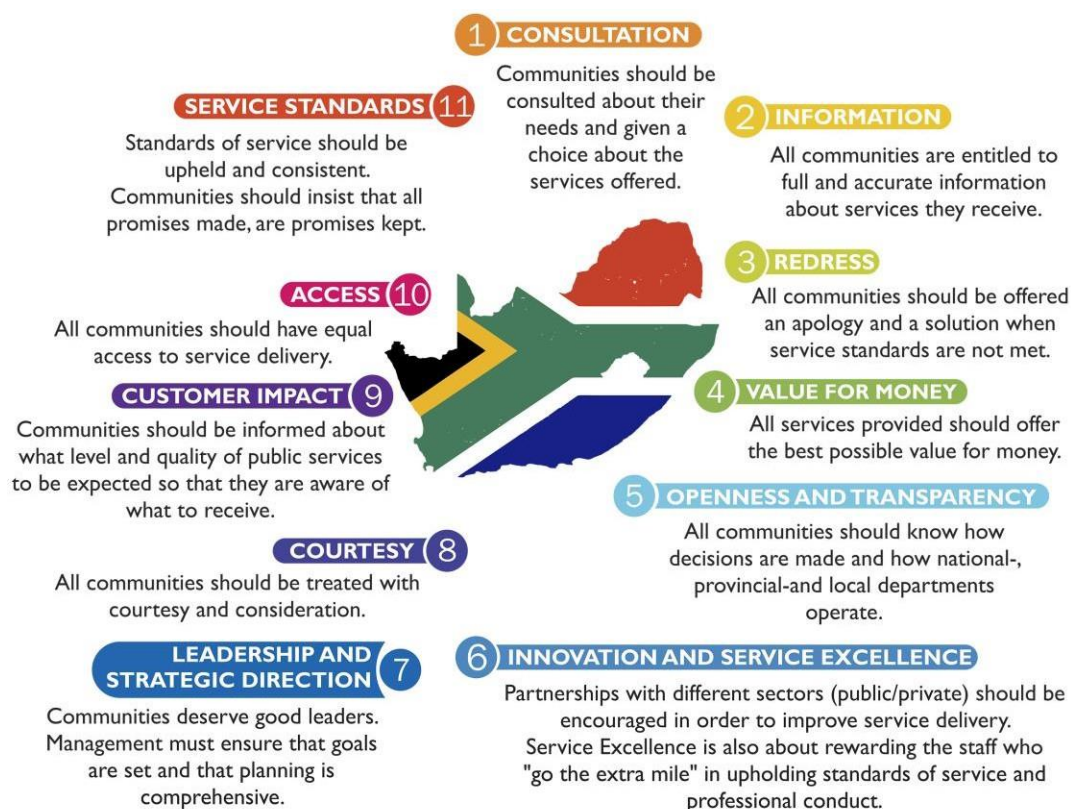 1 CONSULTATION
Communities should be
consulted about their
needs and given a
choice about the
services offered.
2 INFORMATION
All communities are entitled to
full and accurate information
about services they receive.
3 REDRESS
All communities should be offered
an apology and a solution when
service standards are not met.
4 VALUE FOR MONEY
All services provided should offer
the best possible value for money.
5 OPENNESS AND TRANSPARENCY
All communities should know how
decisions are made and how national-,
provincial-and local departments
operate.
6 INNOVATION AND SERVICE EXCELLENCE
Partnerships with different sectors (public/private) should be
encouraged in order to improve service delivery.
Service Excellence is also about rewarding the staff who
"go the extra mile" in upholding standards of service and
professional conduct.
LEADERSHIP AND
STRATEGIC DIRECTION 7
Communities deserve good leaders.
Management must ensure that goals
are set and that planning is
comprehensive.
COURTESY 8
All communities should be treated with
courtesy and consideration.
CUSTOMER IMPACT 9
Communities should be informed about
what level and quality of public services
to be expected so that they are aware of
what to receive.
ACCESS 10
All communities should have equal
access to service delivery.
SERVICE STANDARDS 11
Standards of service should be
upheld and consistent.
Communities should insist that all
promises made, are promises kept.